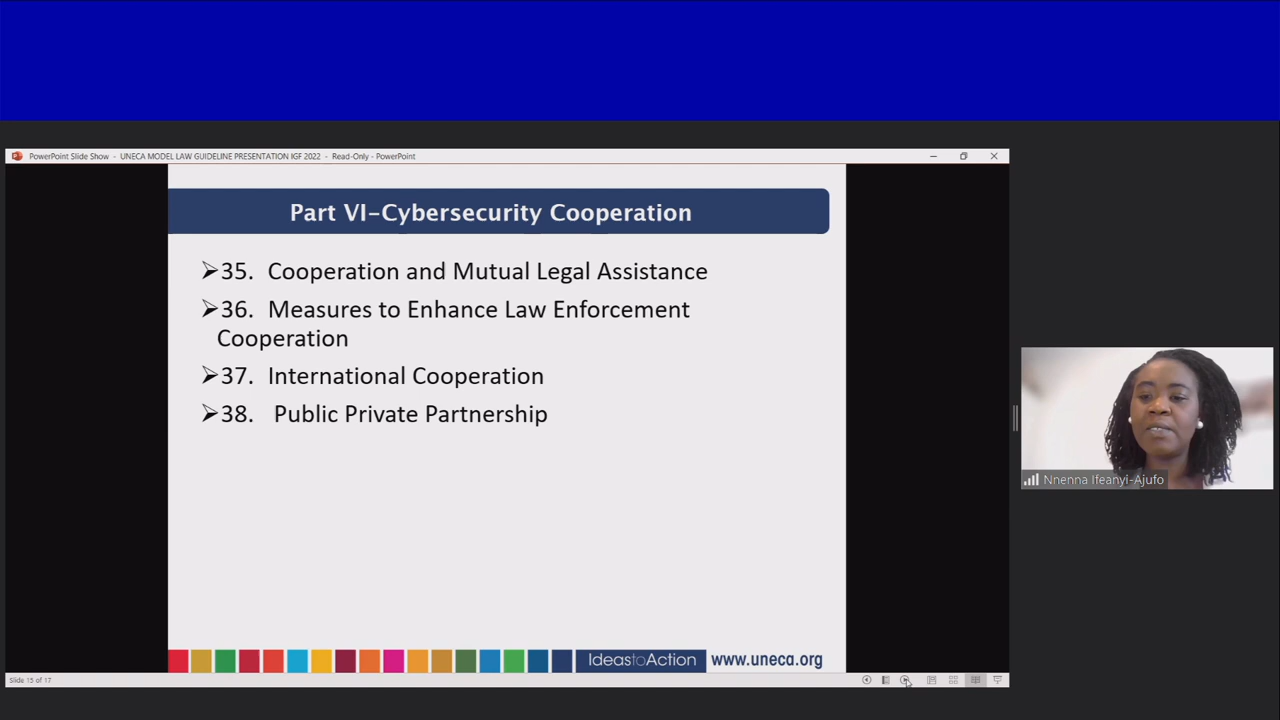 PowerPoint Slide Show - UNECA MODEL LAW GUIDELINE PRESENTATION IGF 2022 - Read-Only - PowerPoint
Part VI-Cybersecurity Cooperation
➢35. Cooperation and Mutual Legal Assistance
➢36. Measures to Enhance Law Enforcement
Cooperation
➢37. International Cooperation
➢38. Public Private Partnership
Nnenna Ifeanyi-Ajufo
IdeastoAction www.uneca.org
Slide 15 of 17